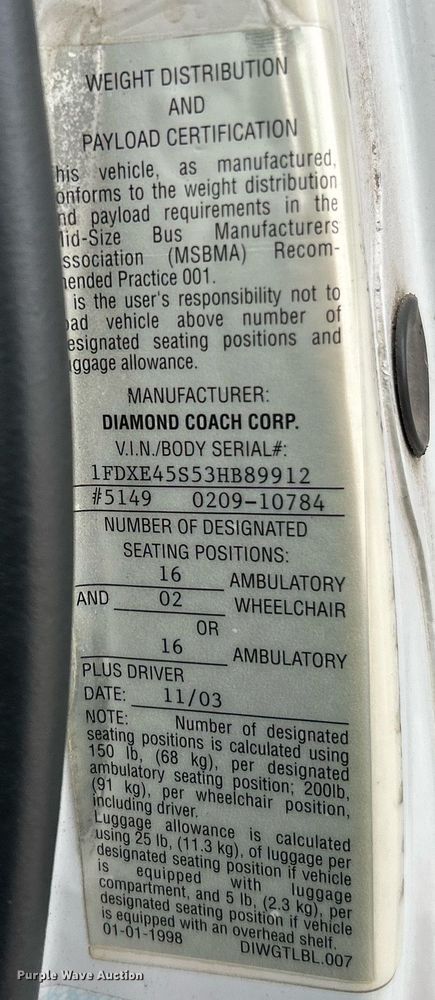 WEIGHT DISTRIBUTION
AND
PAYLOAD CERTIFICATION
his vehicle, as manufactured,
onforms to the weight distribution
nd payload requirements in the
lid-Size Bus Manufacturers
ssociation (MSBMA) Recom-
ended Practice 001.
is the user's responsibility not to
ad vehicle above number of
esignated seating positions and
ggage allowance.
MANUFACTURER:
DIAMOND COACH CORP.
V.I.N./BODY SERIAL#:
1FDXE45S53HB89912
#5149 0209-10784
NUMBER OF DESIGNATED
SEATING POSITIONS:
16 AMBULATORY
AND 02 WHEELCHAIR
OR
16 AMBULATORY
PLUS DRIVER
DATE: 11/03
NOTE: Number of designated
seating positions is calculated using
150 lb, (68 kg), per designated
ambulatory seating position; 200lb,
(91 kg), per wheelchair position,
including driver.
Luggage allowance is calculated
using 25 lb, (11.3 kg), of luggage per
designated seating position if vehicle
is equipped with luggage
compartment, and 5 lb, (2.3 kg), per
designated seating position if vehicle
is equipped with an overhead shelf.
01-01-1998 DIWGTLBL.007
Purple Wave Auction